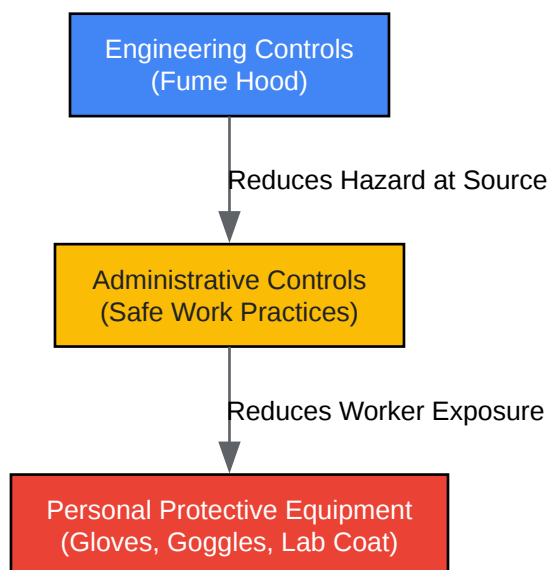 Engineering Controls
(Fume Hood)
Reduces Hazard at Source
Administrative Controls
(Safe Work Practices)
Reduces Worker Exposure
Personal Protective Equipment
(Gloves, Goggles, Lab Coat)